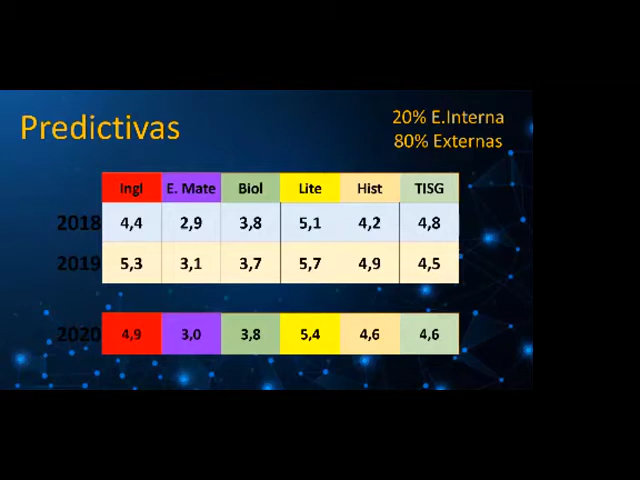 Predictivas
20% E.Interna
80% Externas
Ingl E. Mate Biol Lite Hist TISG
2018 4,4 2,9 3,8 5,1 4,2 4,8
2019 5,3 3,1 3,7 5,7 4,9 4,5
2020 4,9 3,0 3,8 5,4 4,6 4,6